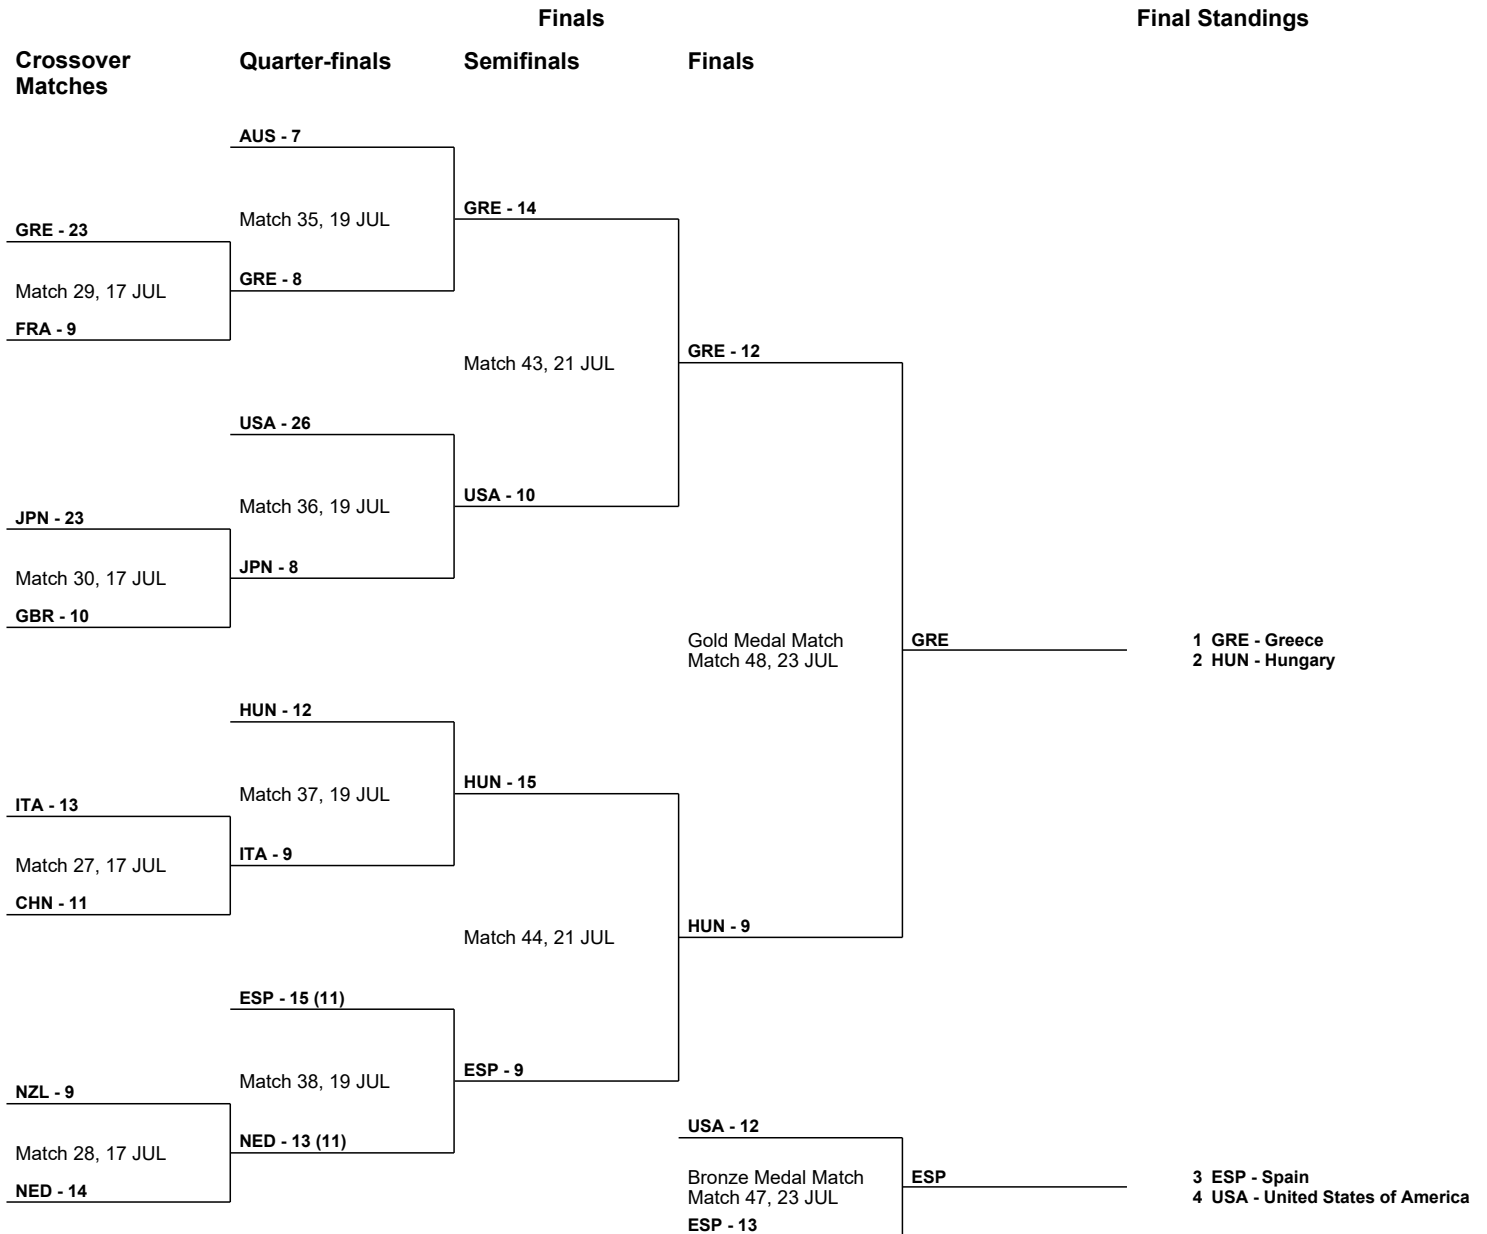 Finals
Final Standings
Crossover
Matches
Quarter-finals
Semifinals
Finals
AUS - 7
Match 35, 19 JUL
GRE - 14
GRE - 23
Match 29, 17 JUL
GRE - 8
FRA - 9
Match 43, 21 JUL
GRE - 12
USA - 26
Match 36, 19 JUL
USA - 10
JPN - 23
Match 30, 17 JUL
JPN - 8
GBR - 10
Gold Medal Match
Match 48, 23 JUL
GRE
1 GRE - Greece
2 HUN - Hungary
HUN - 12
Match 37, 19 JUL
HUN - 15
ITA - 13
Match 27, 17 JUL
ITA - 9
CHN - 11
Match 44, 21 JUL
HUN - 9
ESP - 15 (11)
Match 38, 19 JUL
ESP - 9
NZL - 9
Match 28, 17 JUL
NED - 13 (11)
NED - 14
USA - 12
Bronze Medal Match
Match 47, 23 JUL
ESP
3 ESP - Spain
4 USA - United States of America
ESP - 13